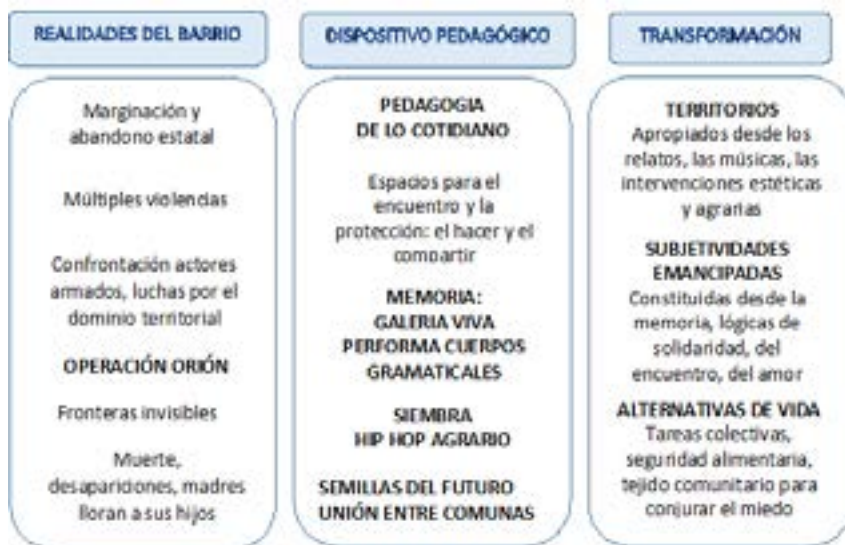 REALIDADES DEL BARRIO
Marginación y
abandono estatal
Múltiples violencias
Confrontación actores
armados, luchas por el
dominio territorial
OPERACIÓN ORIÓN
Fronteras invisibles
Muerte,
desapariciones, madres
lloran a sus hijos
DISPOSITIVO PEDAGÓGICO
PEDAGOGIA
DE LO COTIDIANO
Espacios para el
encuentro y la
protección: el hacer y el
compartir
MEMORIA:
GALERIA VIVA
PERFORMA CUERPOS
GRAMATICALES
SIEMBRA
HIP HOP AGRARIO
SEMILLAS DEL FUTURO
UNIÓN ENTRE COMUNAS
TRANSFORMACIÓN
TERRITORIOS
Apropiados desde los
relatos, las músicas, las
intervenciones estéticas
y agrarias
SUBJETIVIDADES
EMANCIPADAS
Constituidas desde la
memoria, lógicas de
solidaridad, del
encuentro, del amor
ALTERNATIVAS DE VIDA
Tareas colectivas,
seguridad alimentaria,
tejido comunitario para
conjurar el miedo